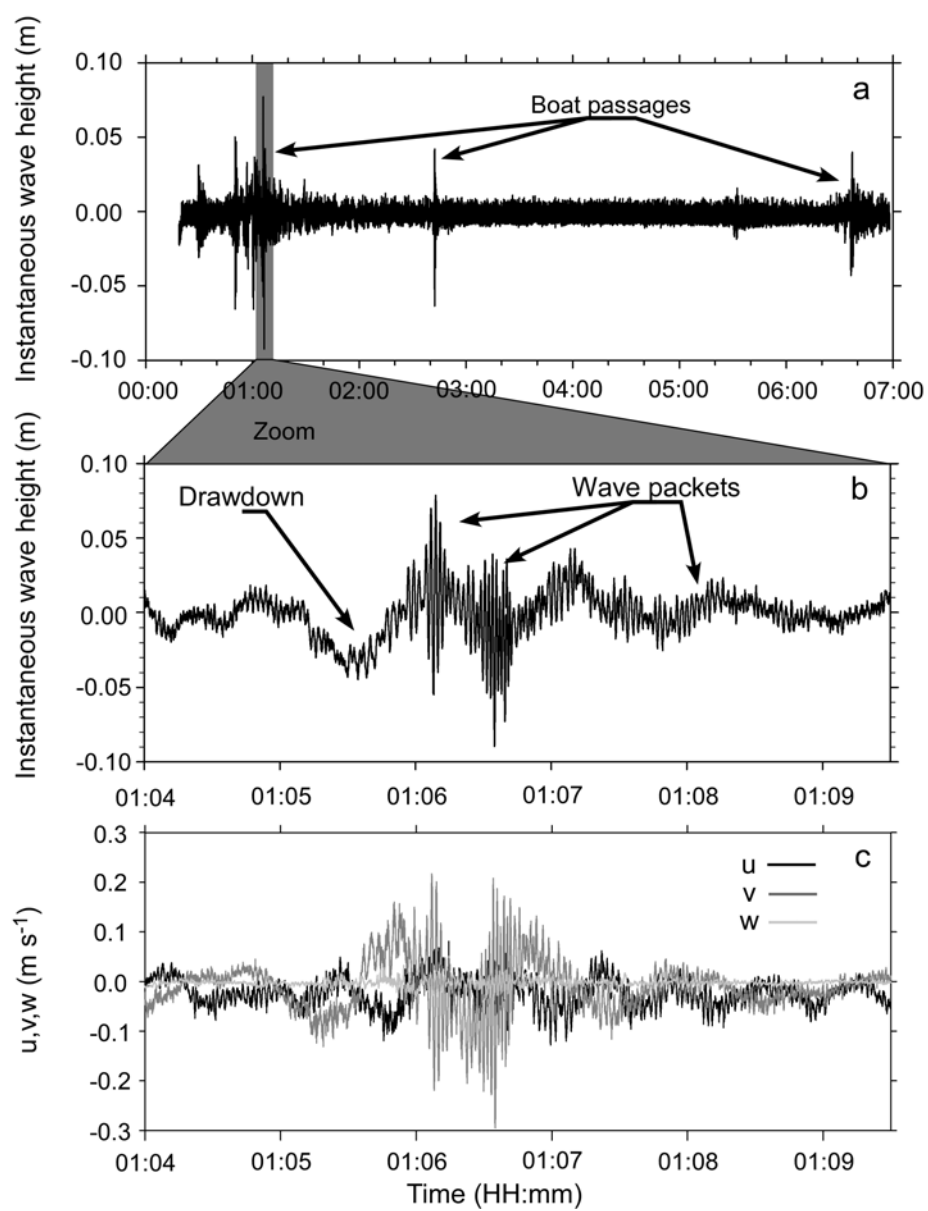 Instantaneous wave height (m)
0.10
0.05
0.00
-0.05
-0.10
a
Boat passages
00:00 01:00 02:00 03:00 04:00 05:00 06:00 07:00
Zoom
Instantaneous wave height (m)
0.10
0.05
0.00
-0.05
-0.10
b
Drawdown
Wave packets
01:04 01:05 01:06 01:07 01:08 01:09
u,v,w (m s⁻¹)
0.3
0.2
0.1
0.0
-0.1
-0.2
-0.3
c
u
v
w
01:04 01:05 01:06 01:07 01:08 01:09
Time (HH:mm)